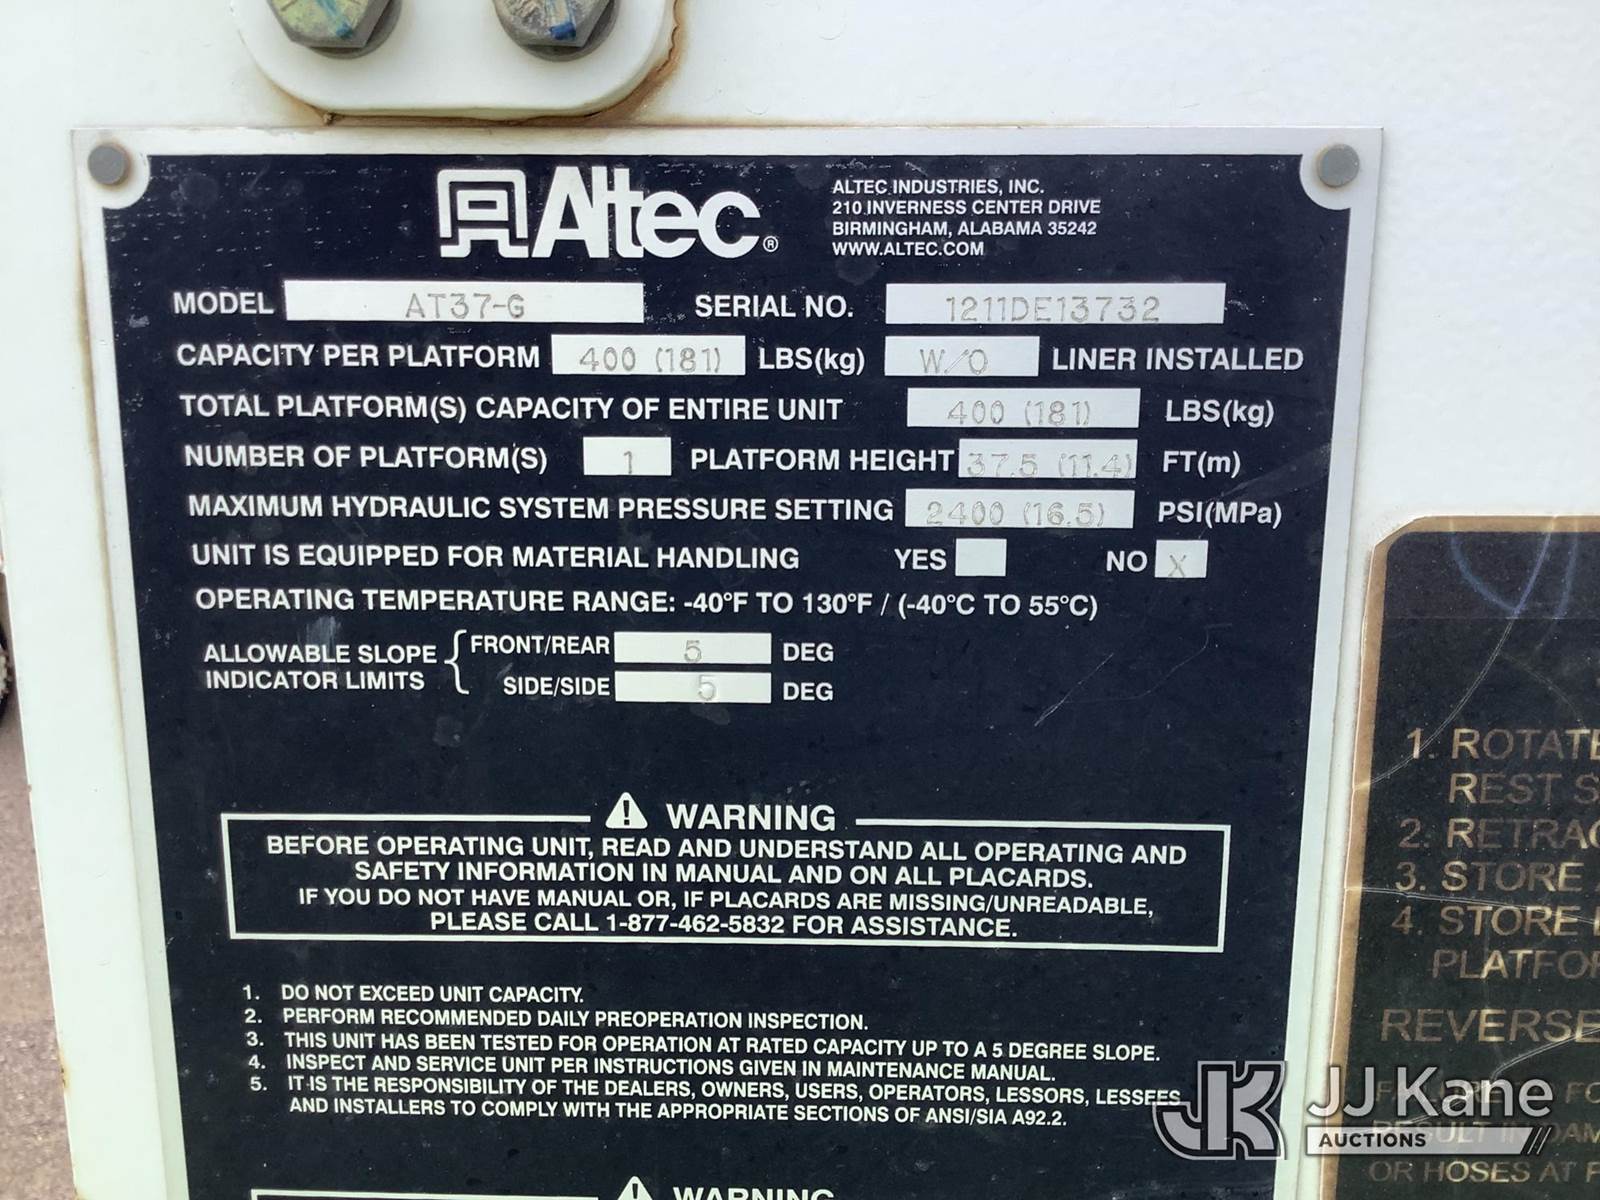 Altec®
ALTEC INDUSTRIES, INC.
210 INVERNESS CENTER DRIVE
BIRMINGHAM, ALABAMA 35242
WWW.ALTEC.COM
MODEL AT37-G SERIAL NO. 1211DE13732
CAPACITY PER PLATFORM 400 (181) LBS(kg) W/O LINER INSTALLED
TOTAL PLATFORM(S) CAPACITY OF ENTIRE UNIT 400 (181) LBS(kg)
NUMBER OF PLATFORM(S) 1 PLATFORM HEIGHT 37.5 (11.4) FT(m)
MAXIMUM HYDRAULIC SYSTEM PRESSURE SETTING 2400 (16.5) PSI(MPa)
UNIT IS EQUIPPED FOR MATERIAL HANDLING YES NO X
OPERATING TEMPERATURE RANGE: -40°F TO 130°F / (-40°C TO 55°C)
ALLOWABLE SLOPE INDICATOR LIMITS
FRONT/REAR 5 DEG
SIDE/SIDE 5 DEG
WARNING
BEFORE OPERATING UNIT, READ AND UNDERSTAND ALL OPERATING AND
SAFETY INFORMATION IN MANUAL AND ON ALL PLACARDS.
IF YOU DO NOT HAVE MANUAL OR, IF PLACARDS ARE MISSING/UNREADABLE,
PLEASE CALL 1-877-462-5832 FOR ASSISTANCE.
1. DO NOT EXCEED UNIT CAPACITY.
2. PERFORM RECOMMENDED DAILY PREOPERATION INSPECTION.
3. THIS UNIT HAS BEEN TESTED FOR OPERATION AT RATED CAPACITY UP TO A 5 DEGREE SLOPE.
4. INSPECT AND SERVICE UNIT PER INSTRUCTIONS GIVEN IN MAINTENANCE MANUAL.
5. IT IS THE RESPONSIBILITY OF THE DEALERS, OWNERS, USERS, OPERATORS, LESSORS, LESSEES
AND INSTALLERS TO COMPLY WITH THE APPROPRIATE SECTIONS OF ANSI/SIA A92.2.
WARNING
1. ROTATE
REST
2.
3. STORE
4. STORE
REVERSE
OR HOSES AT
JK JJ Kane
AUCTIONS